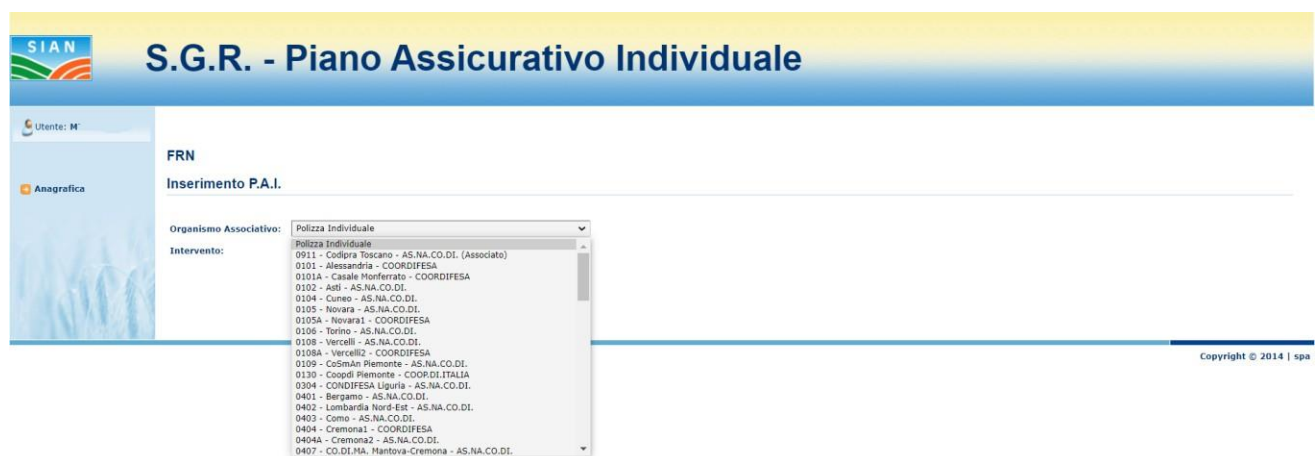 SIAN
S.G.R. - Piano Assicurativo Individuale
Utente: M
Anagrafica
FRN
Inserimento P.A.I.
Organismo Associativo: Polizza Individuale
Intervento:
Polizza Individuale
0911 - Codipra Toscano - AS.NA.CO.DI. (Associato)
0101 - Alessandria - COORDIFESA
0101A - Casale Monferrato - COORDIFESA
0102 - Asti - AS.NA.CO.DI.
0104 - Cuneo - AS.NA.CO.DI.
0105 - Novara - AS.NA.CO.DI.
0105A - Novara1 - COORDIFESA
0106 - Torino - AS.NA.CO.DI.
0108 - Vercelli - AS.NA.CO.DI.
0108A - Vercelli2 - COORDIFESA
0109 - CoSmAn Piemonte - AS.NA.CO.DI.
0130 - Coopdi Piemonte - COOP.DI.ITALIA
0304 - CONDIFESA Liguria - AS.NA.CO.DI.
0401 - Bergamo - AS.NA.CO.DI.
0402 - Lombardia Nord-Est - AS.NA.CO.DI.
0403 - Como - AS.NA.CO.DI.
0404 - Cremona1 - COORDIFESA
0404A - Cremona2 - AS.NA.CO.DI.
0407 - CO.DI.MA. Mantova-Cremona - AS.NA.CO.DI.
Copyright © 2014 | spa